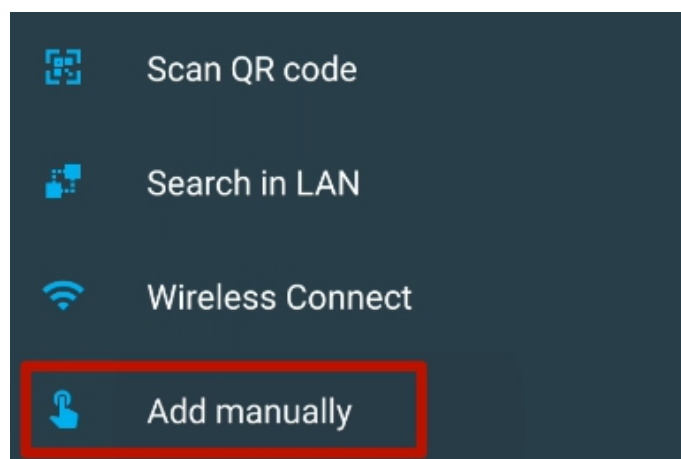 Scan QR code
Search in LAN
Wireless Connect
Add manually